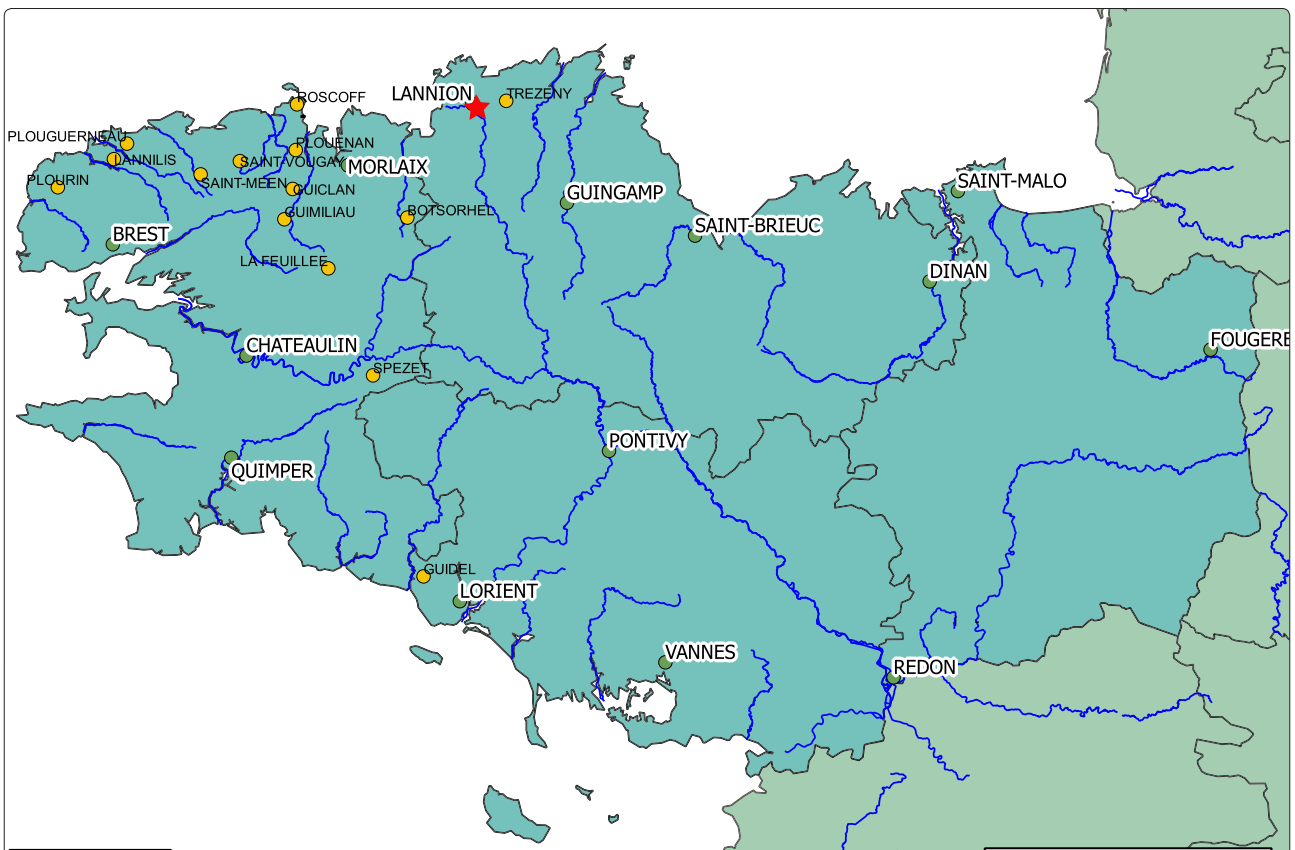 LANNION
TREZENY
ROSCOFF
PLOUGUERNEAU
PLOUENAN
LANNILIS
SAINT-VOUGAY
MORLAIX
PLOURIN
SAINT-MEEN
GUICLAN
SAINT-MALO
GUINGAMP
GUIMILIAU
BOTSORHEL
SAINT-BRIEUC
BREST
LA FEUILLEE
DINAN
CHATEAULIN
FOUGERE
SPEZET
PONTIVY
QUIMPER
GUIDEL
LORIENT
VANNES
REDON